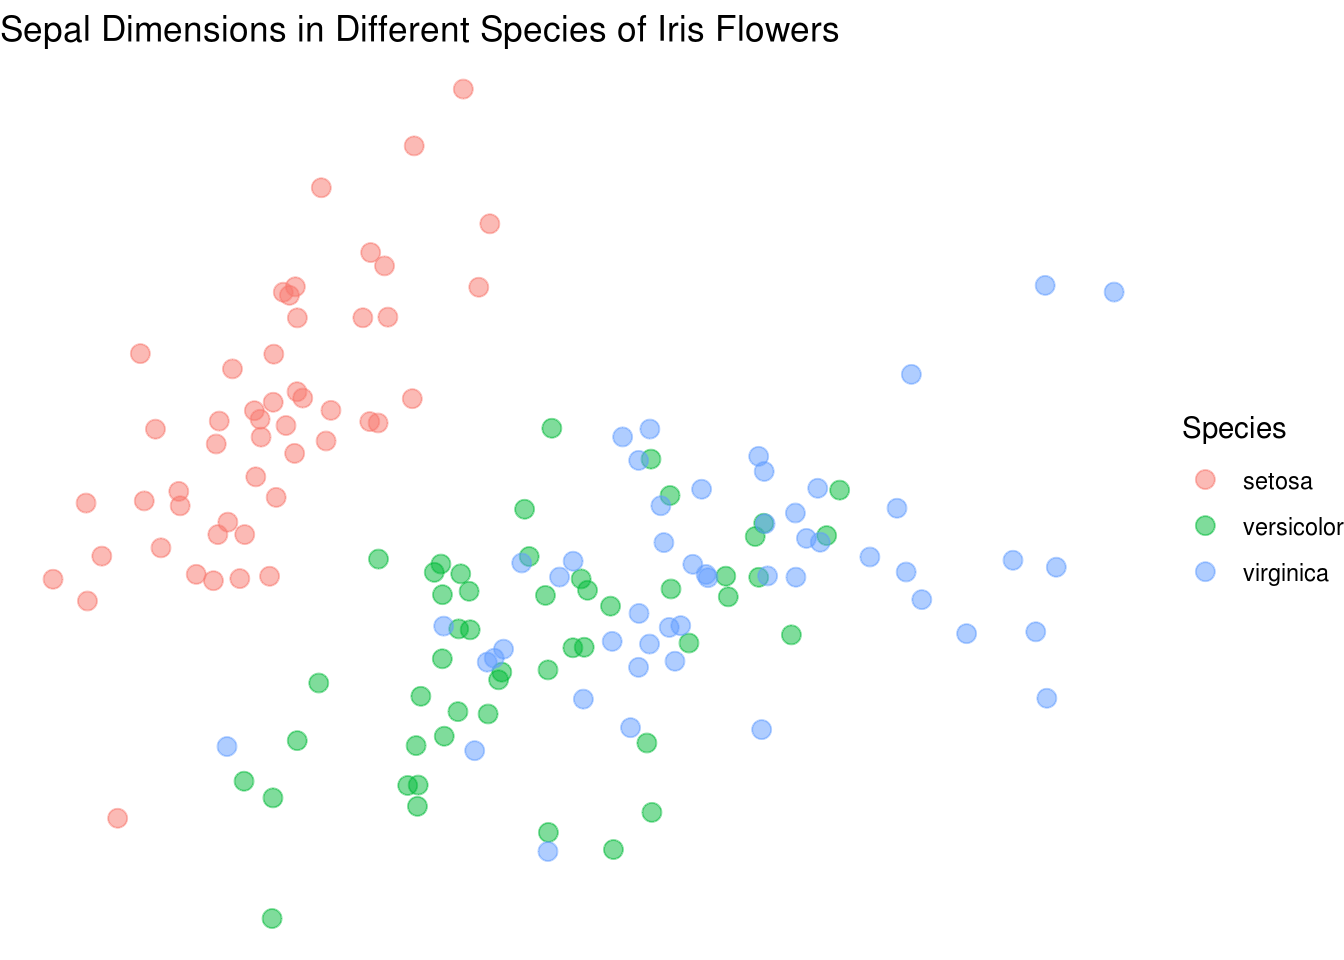 Sepal Dimensions in Different Species of Iris Flowers
Species
setosa
versicolor
virginica